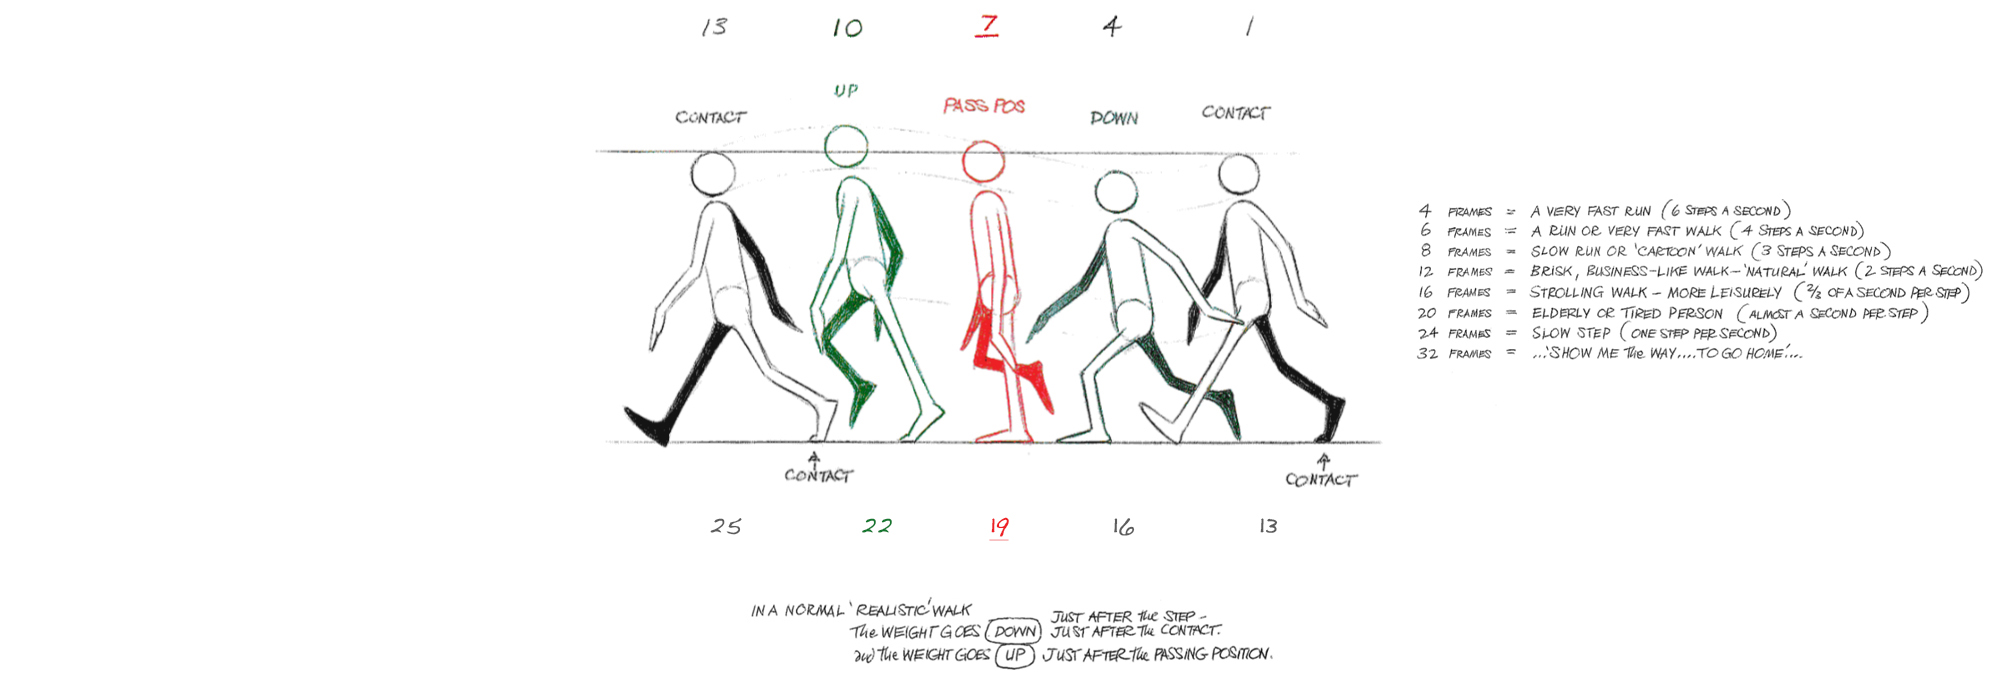 13 10 7 4 1
UP
CONTACT PASS POS DOWN CONTACT
4 FRAMES = A VERY FAST RUN (6 STEPS A SECOND)
6 FRAMES = A RUN OR VERY FAST WALK (4 STEPS A SECOND)
8 FRAMES = SLOW RUN OR 'CARTOON' WALK (3 STEPS A SECOND)
12 FRAMES = BRISK, BUSINESS-LIKE WALK - 'NATURAL' WALK (2 STEPS A SECOND)
16 FRAMES = STROLLING WALK - MORE LEISURELY (2/3 OF A SECOND PER STEP)
20 FRAMES = ELDERLY OR TIRED PERSON (ALMOST A SECOND PER STEP)
24 FRAMES = SLOW STEP (ONE STEP PER SECOND)
32 FRAMES = ...'SHOW ME the WAY....TO GO HOME'...
CONTACT CONTACT
25 22 19 16 13
IN A NORMAL 'REALISTIC' WALK
The WEIGHT GOES DOWN JUST AFTER the STEP - JUST AFTER the CONTACT.
and the WEIGHT GOES UP JUST AFTER the PASSING POSITION.